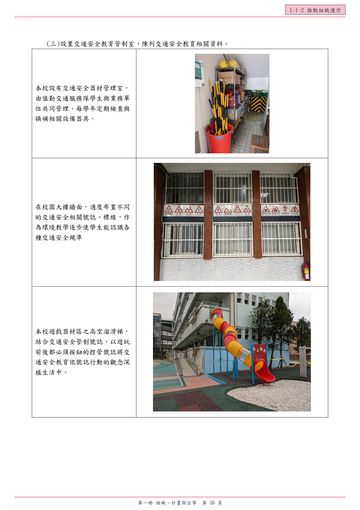 1-1-2 推動組織運作
(三)設置交通安全教育管制室，陳列交通安全教育相關資料。
本校設有交通安全器材管理室，
由值勤交通服務隊學生與業務單
位共同管理，每學年定期檢查與
換補相關設備器具。
在校園大樓牆面，適度布置不同
的交通安全相關號誌、標線，作
為環境教學逐步使學生能認識各
種交通安全規準
本校遊戲器材區之高空溜滑梯，
結合交通安全管制號誌，以遊玩
前後都必須按鈕的控管號誌將交
通安全教育依號誌行動的觀念深
植生活中。
第一時 組織、計畫與宣導 第 36 頁